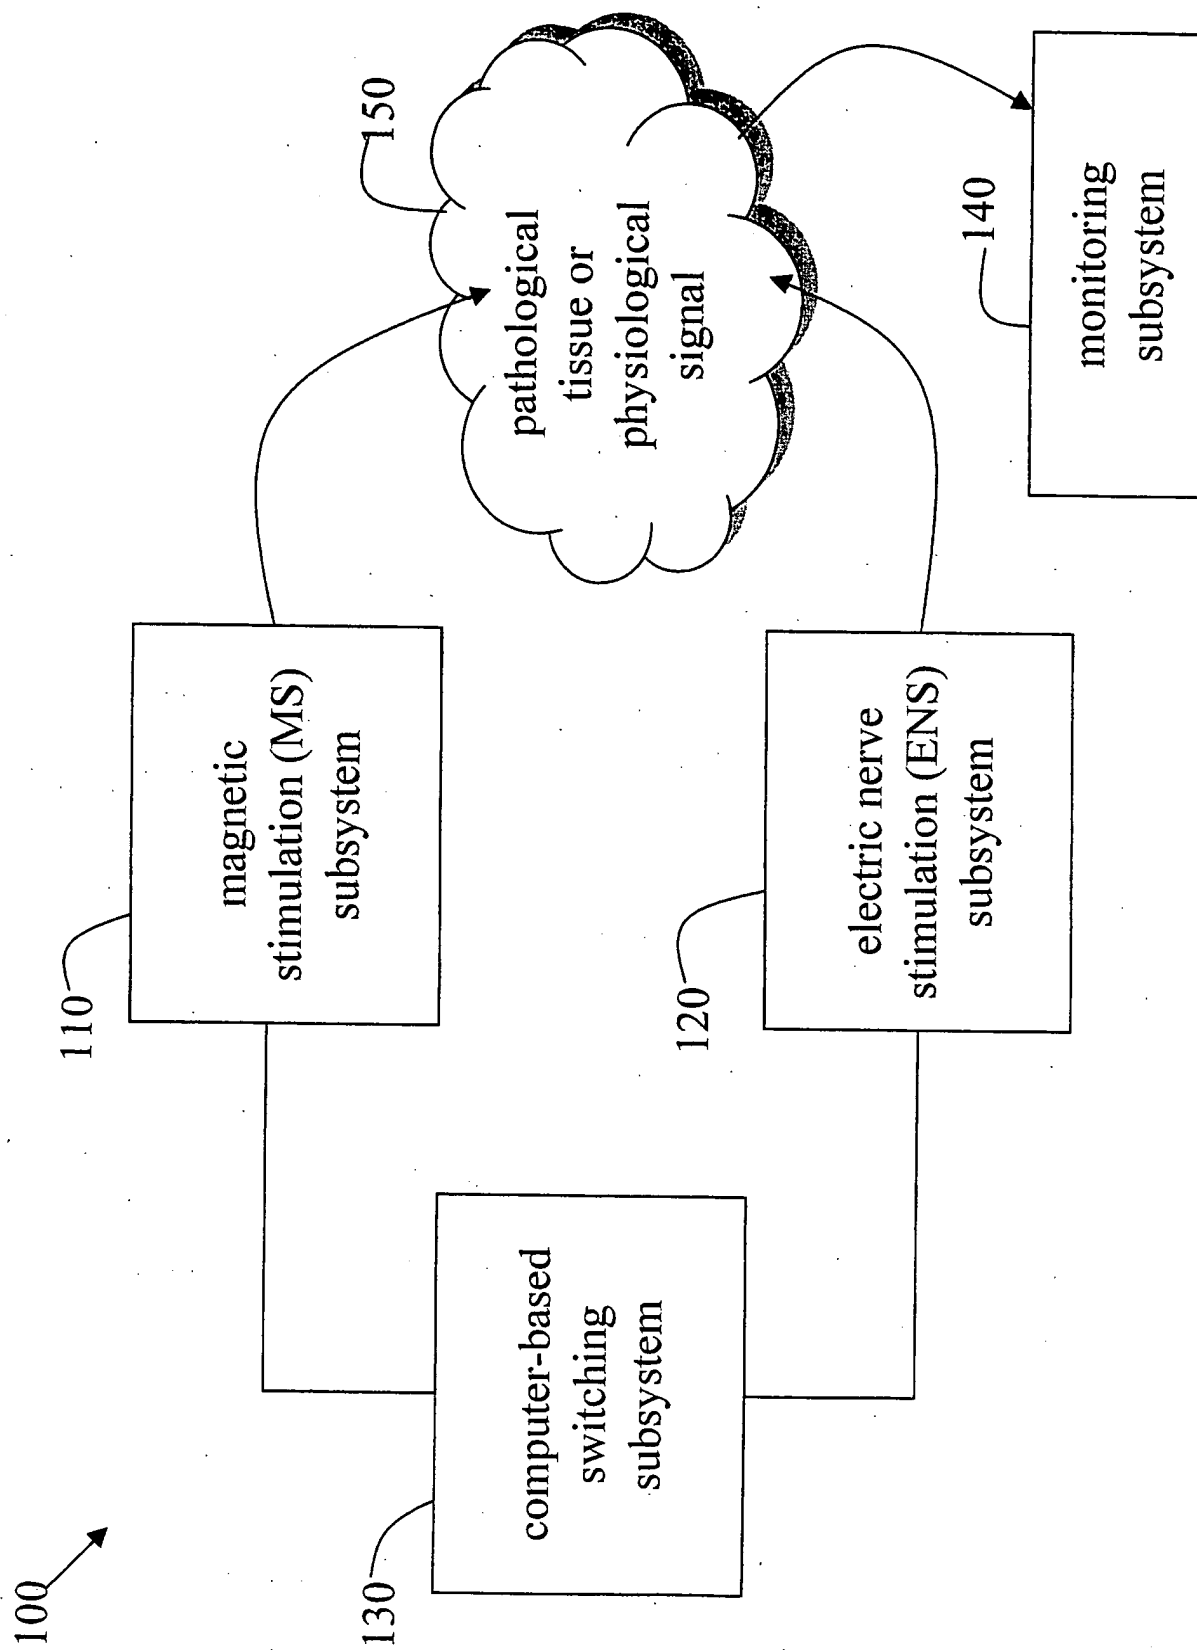 100
110
magnetic
stimulation (MS)
subsystem
150
pathological
tissue or
physiological
signal
130
computer-based
switching
subsystem
120
electric nerve
stimulation (ENS)
subsystem
140
monitoring
subsystem